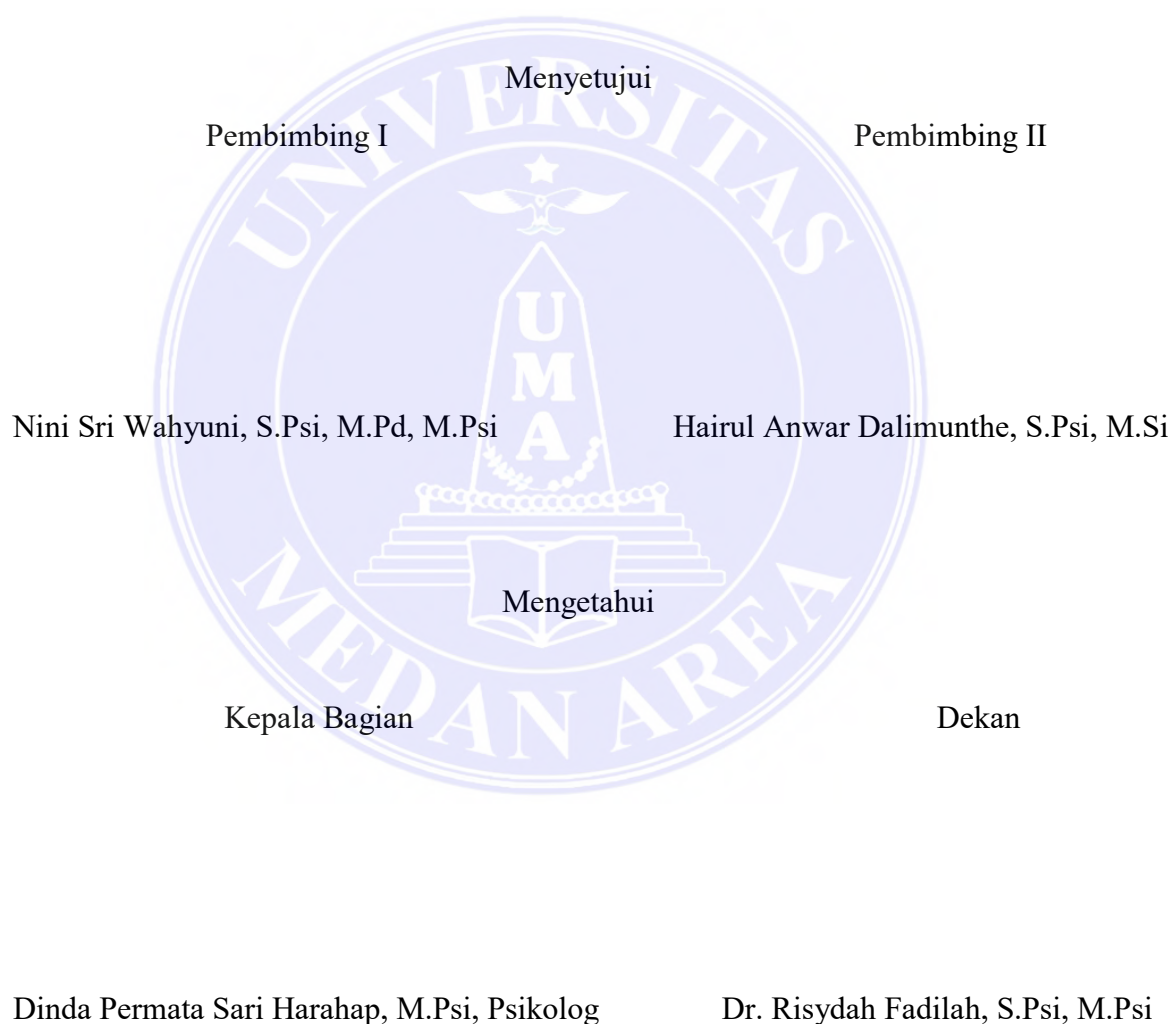 UNIVERSITAS
Menyetujui
Pembimbing I Pembimbing II
U
M
A
Nini Sri Wahyuni, S.Psi, M.Pd, M.Psi Hairul Anwar Dalimunthe, S.Psi, M.Si
Mengetahui
MEDAN AREA
Kepala Bagian Dekan
Dinda Permata Sari Harahap, M.Psi, Psikolog Dr. Risydah Fadilah, S.Psi, M.Psi